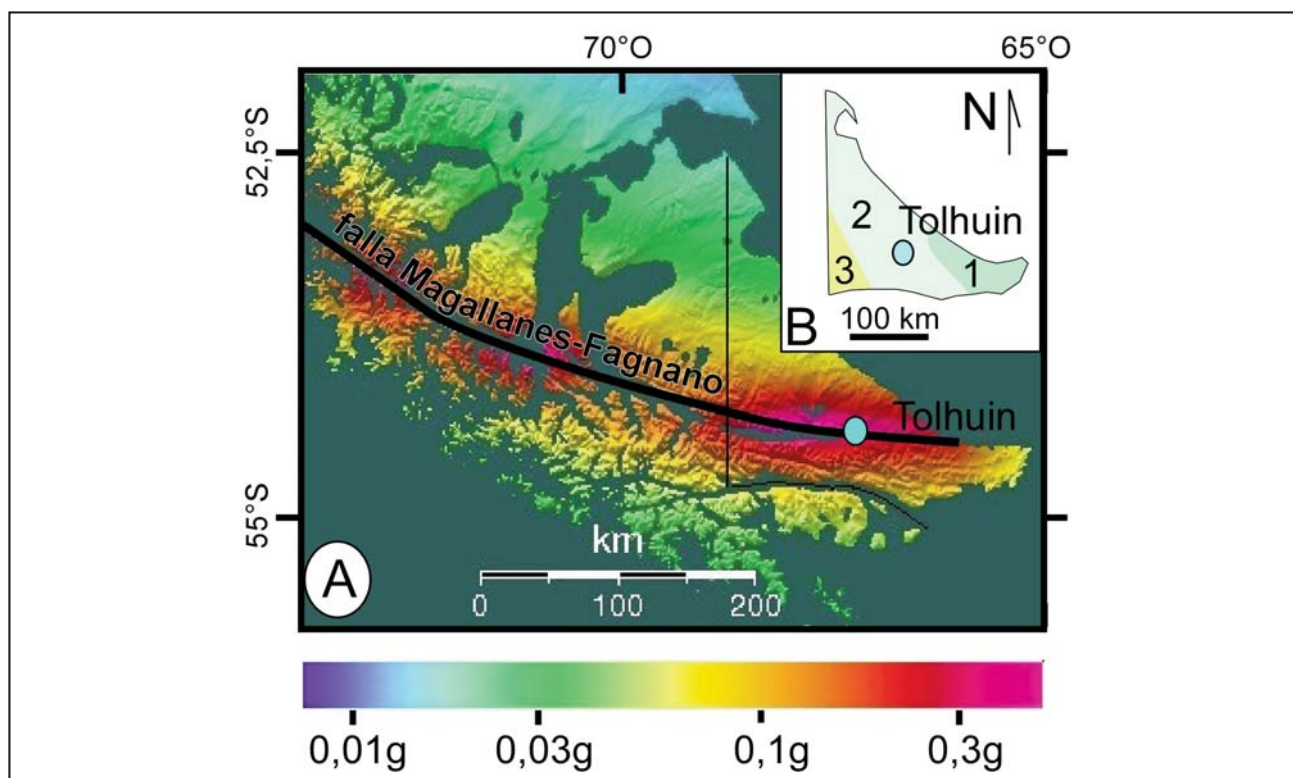 70°O
65°O
52,5°S
55°S
falla Magallanes-Fagnano
Tolhuin
km
0
100
200
A
N
2
Tolhuin
1
3
B
100 km
0,01g
0,03g
0,1g
0,3g